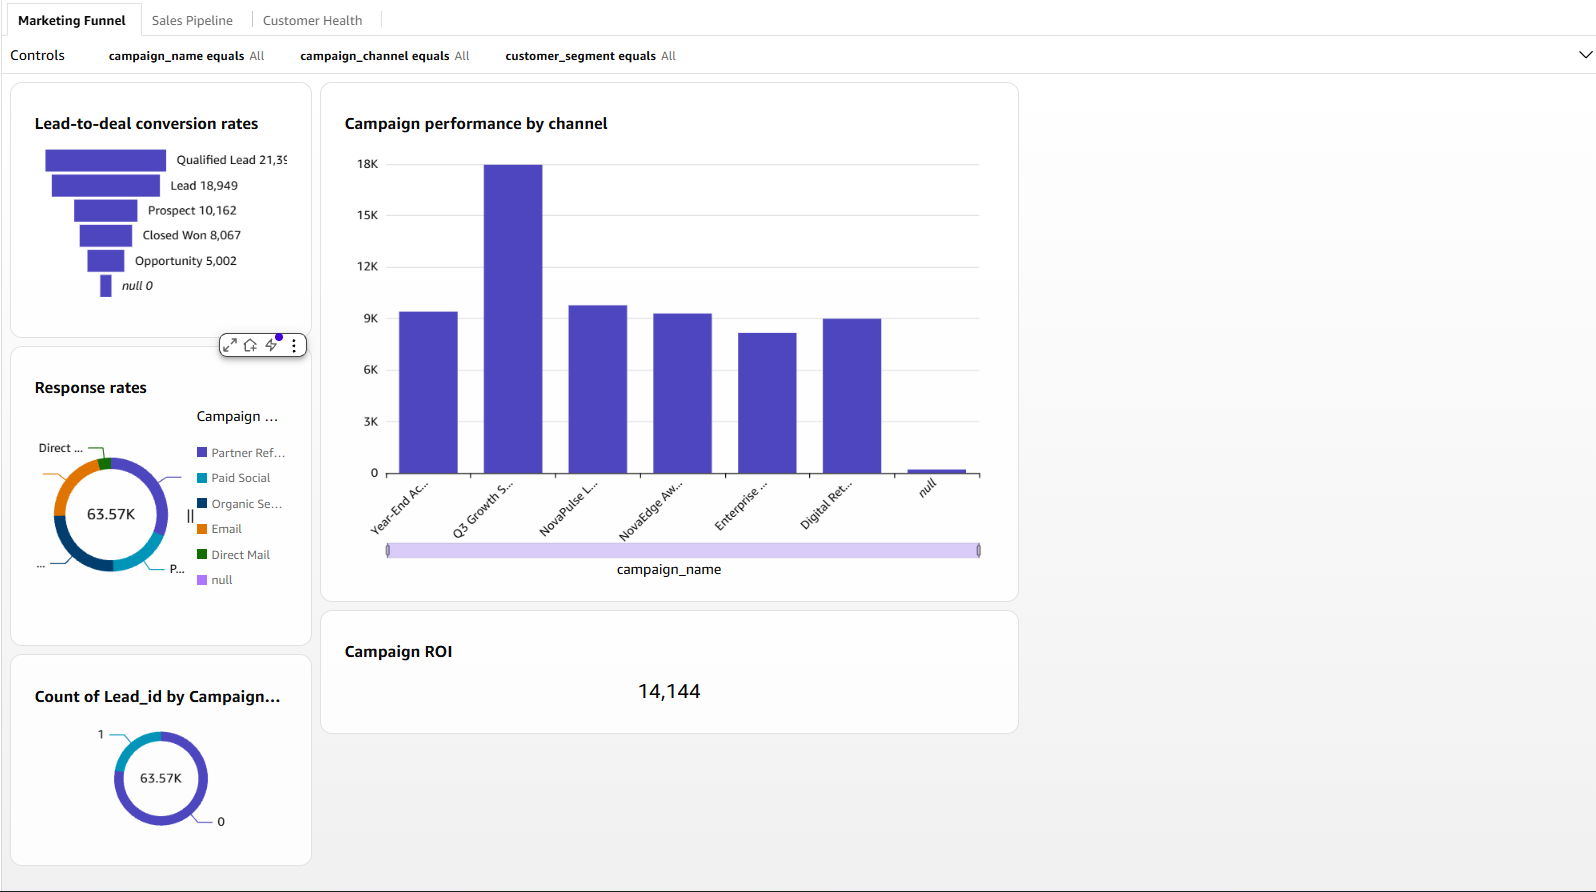 Marketing Funnel
Sales Pipeline
Customer Health
Controls
campaign_name equals All
campaign_channel equals All
customer_segment equals All
Lead-to-deal conversion rates
Qualified Lead 21,39
Lead 18,949
Prospect 10,162
Closed Won 8,067
Opportunity 5,002
null 0
Response rates
Campaign ...
Direct ...
63.57K
...
P...
Partner Ref...
Paid Social
Organic Se...
Email
Direct Mail
null
Count of Lead_id by Campaign...
1
63.57K
0
Campaign performance by channel
18K
15K
12K
9K
6K
3K
0
Year-End Ac...
Q3 Growth S...
NovaPulse L...
NovaEdge Aw...
Enterprise ...
Digital Ret...
null
campaign_name
Campaign ROI
14,144